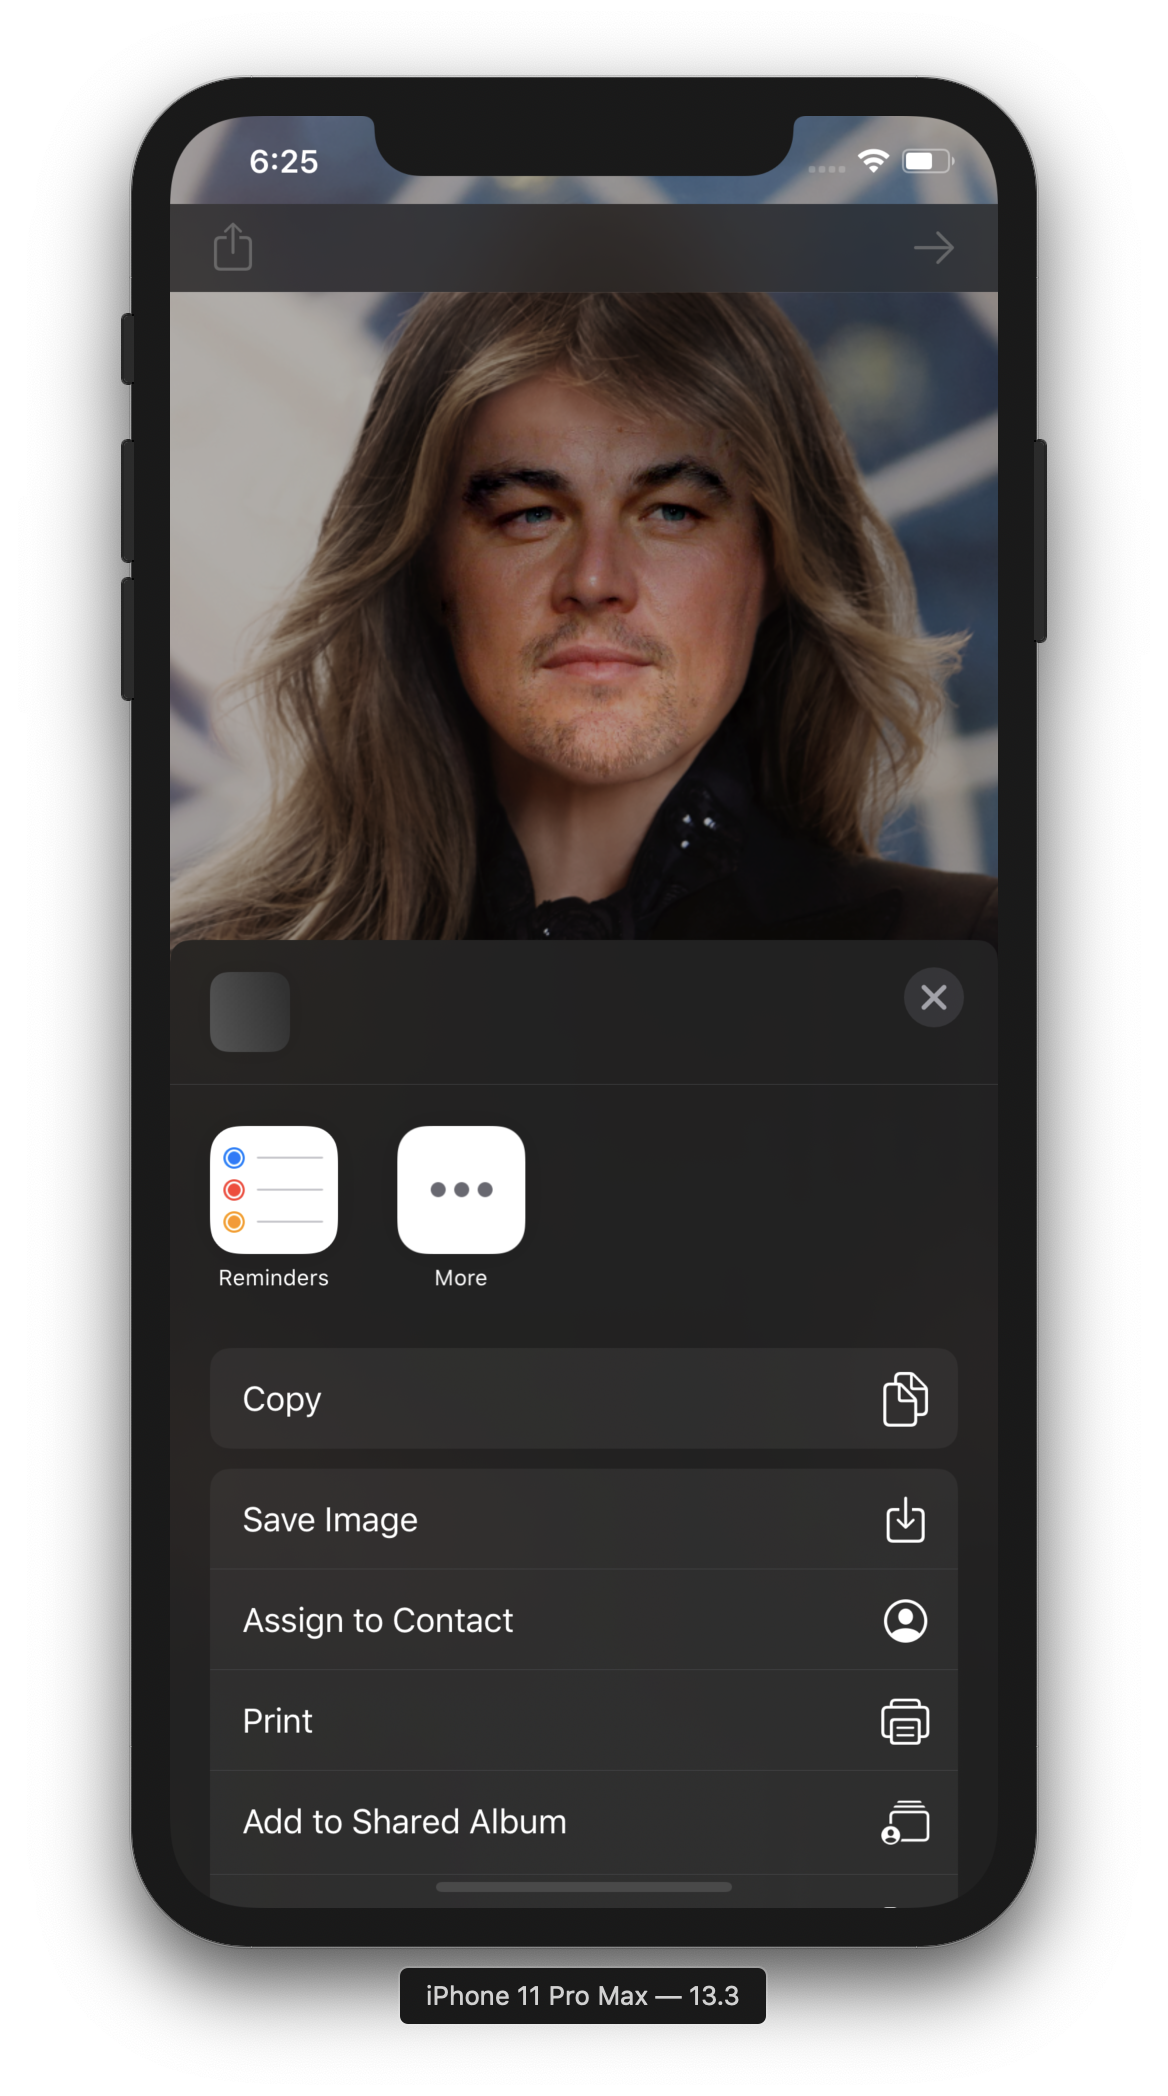 6:25
Reminders
More
Copy
Save Image
Assign to Contact
Print
Add to Shared Album
iPhone 11 Pro Max — 13.3